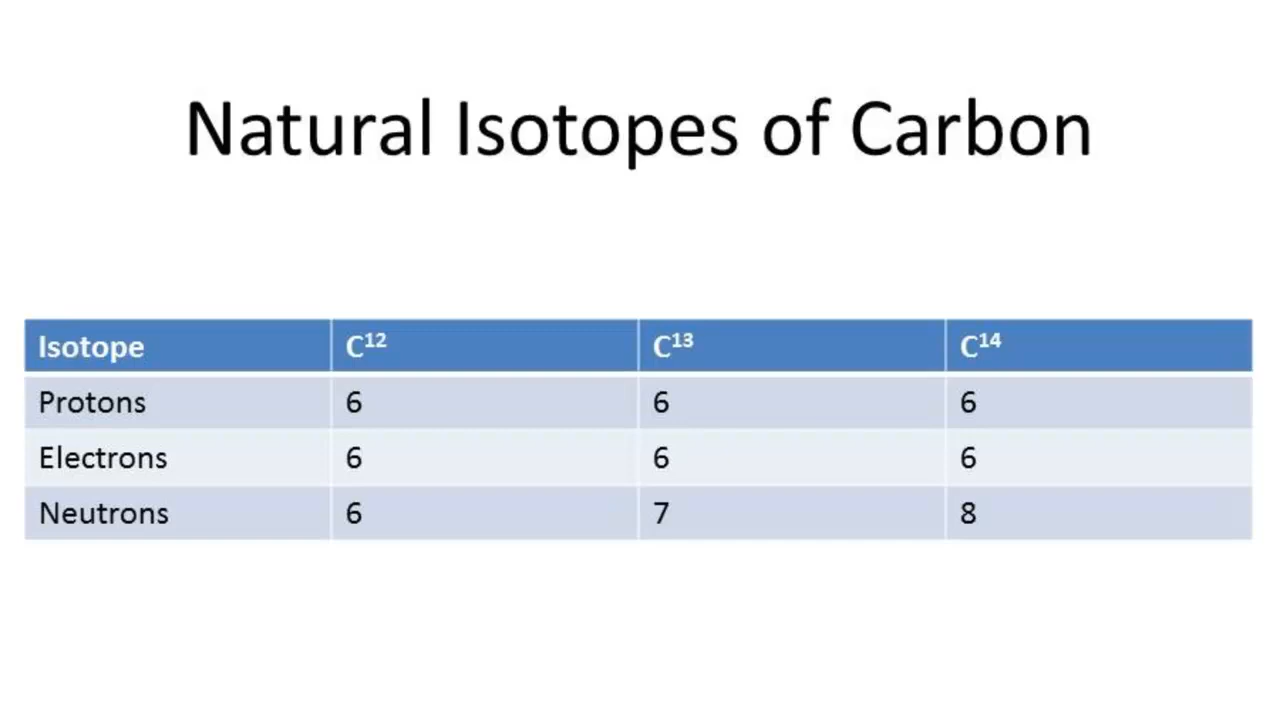 Natural Isotopes of Carbon
Isotope C¹² C¹³ C¹⁴
Protons 6 6 6
Electrons 6 6 6
Neutrons 6 7 8